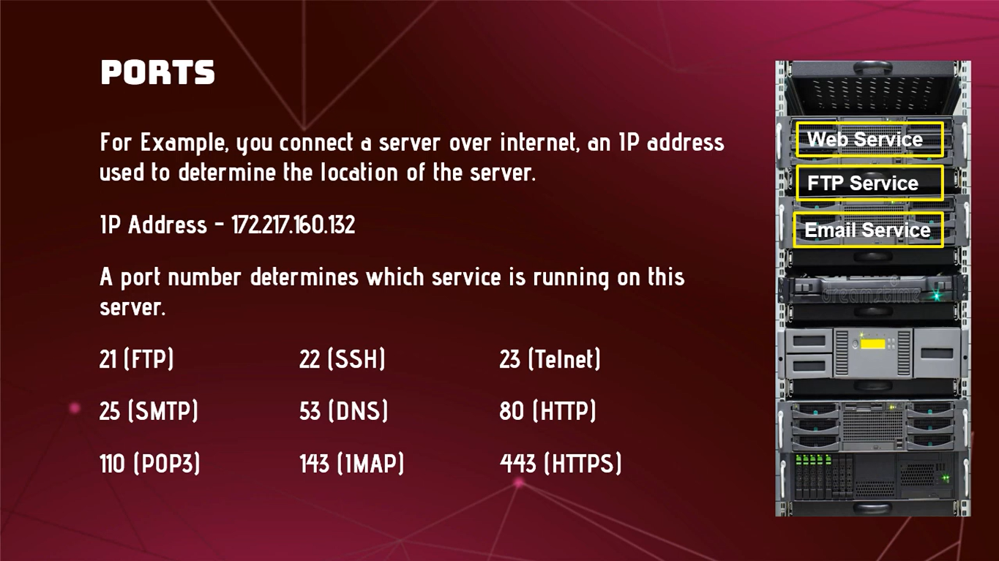 PORTS
For Example, you connect a server over internet, an IP address
used to determine the location of the server.
IP Address - 172.217.160.132
A port number determines which service is running on this
server.
21 (FTP) 22 (SSH) 23 (Telnet)
25 (SMTP) 53 (DNS) 80 (HTTP)
110 (POP3) 143 (IMAP) 443 (HTTPS)
Web Service
FTP Service
Email Service
dreamstime